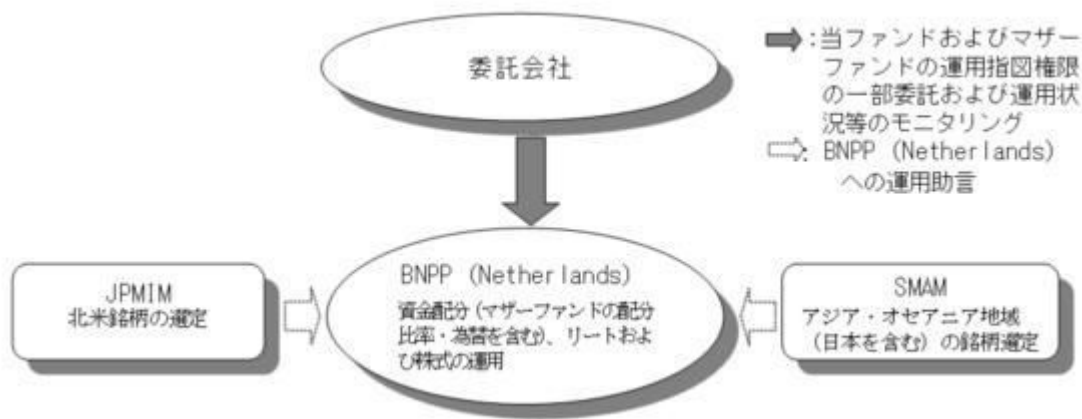 委託会社
:当ファンドおよびマザー
ファンドの運用指図権限
の一部委託および運用状
況等のモニタリング
: BNPP (Netherlands)
への運用助言
JPMIM
北米銘柄の選定
BNPP (Netherlands)
資金配分(マザーファンドの配分
比率・為替を含む)、リートおよ
び株式の運用
SMAM
アジア・オセアニア地域
(日本を含む)の銘柄選定